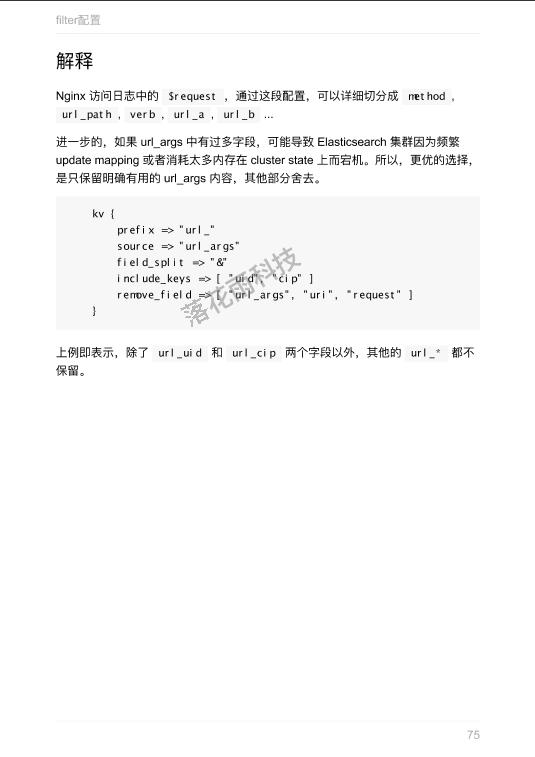 filter配置
解释
Nginx 访问日志中的 $request ，通过这段配置，可以详细切分成 method ，
url_path , verb , url_a , url_b ...
进一步的，如果 url_args 中有过多字段，可能导致 Elasticsearch 集群因为频繁
update mapping 或者消耗太多内存在 cluster state 上而宕机。所以，更优的选择，
是只保留明确有用的 url_args 内容，其他部分舍去。
kv {
prefix => "url_"
source => "url_args"
field_split => "&"
include_keys => [ "uid", "cip" ]
remove_field => [ "url_args", "uri", "request" ]
}
落花雨科技
上例即表示，除了 url_uid 和 url_cip 两个字段以外，其他的 url_* 都不
保留。
75